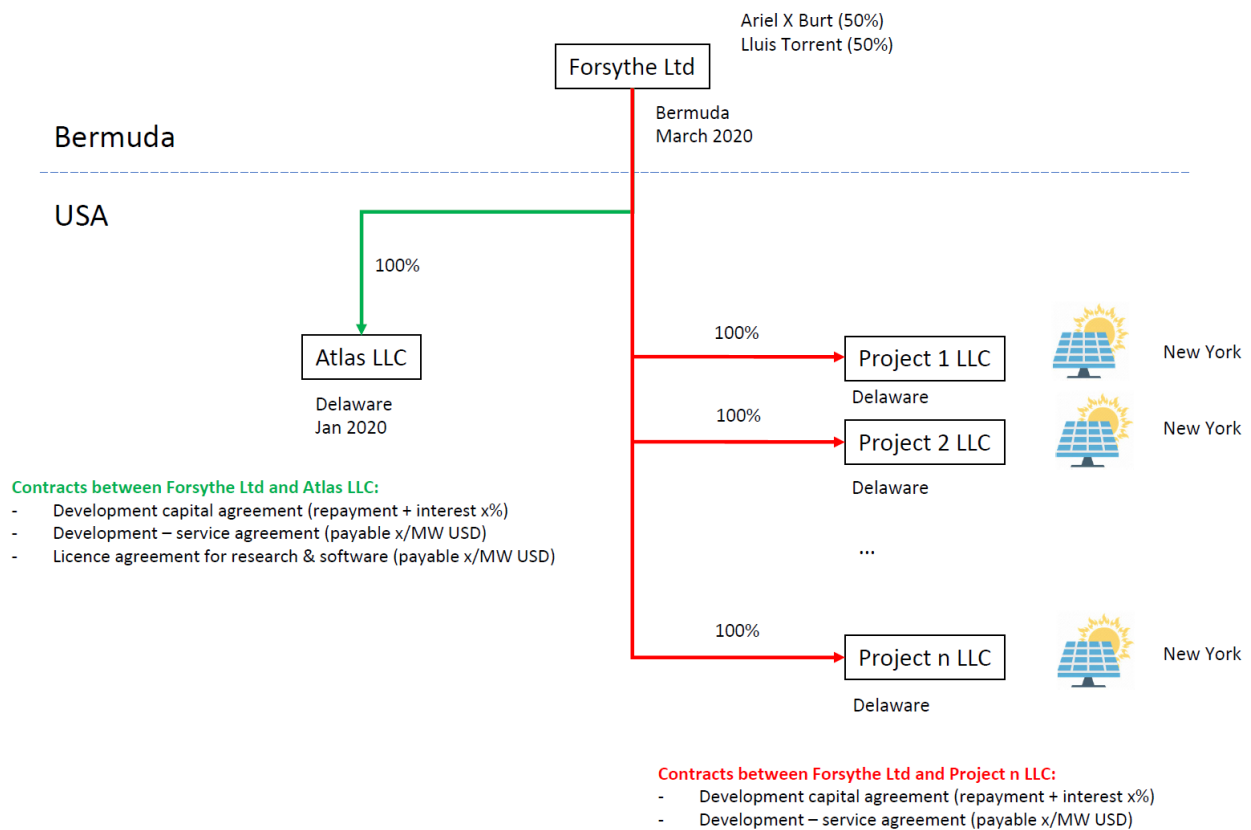 Ariel X Burt (50%)
Lluis Torrent (50%)
Forsythe Ltd
Bermuda
March 2020
Bermuda
USA
100%
Atlas LLC
Delaware
Jan 2020
100%
Project 1 LLC
New York
Delaware
100%
Project 2 LLC
New York
Delaware
Contracts between Forsythe Ltd and Atlas LLC:
- Development capital agreement (repayment + interest x%)
- Development – service agreement (payable x/MW USD)
- Licence agreement for research & software (payable x/MW USD)
...
100%
Project n LLC
New York
Delaware
Contracts between Forsythe Ltd and Project n LLC:
- Development capital agreement (repayment + interest x%)
- Development – service agreement (payable x/MW USD)